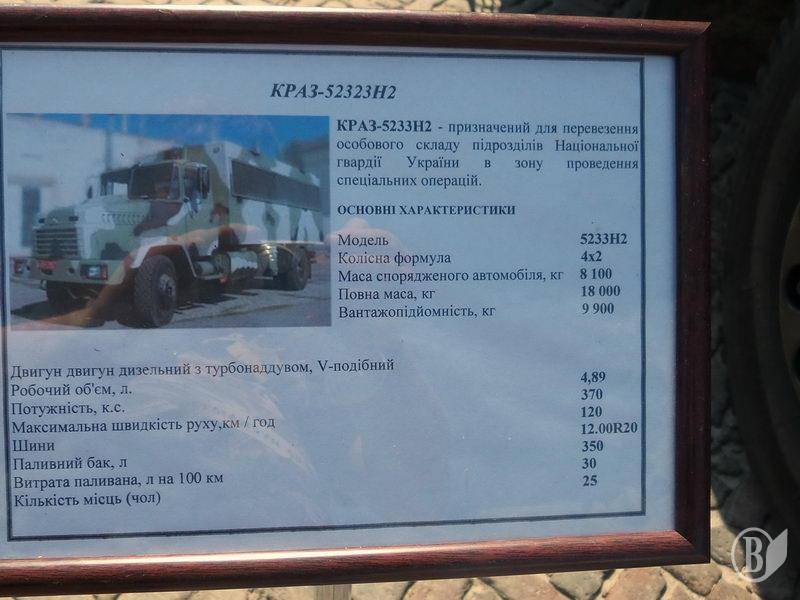 КРАЗ-52323Н2
КРАЗ-5233Н2 - призначений для перевезення
особового складу підрозділів Національної
гвардії України в зону проведення
спеціальних операцій.
ОСНОВНІ ХАРАКТЕРИСТИКИ
Модель 5233Н2
Колісна формула 4х2
Маса спорядженого автомобіля, кг 8 100
Повна маса, кг 18 000
Вантажопідйомність, кг 9 900
Двигун двигун дизельний з турбонаддувом, V-подібний
Робочий об'єм, л. 4,89
Потужність, к.с. 370
Максимальна швидкість руху,км / год 120
Шини 12.00R20
Паливний бак, л 350
Витрата паливана, л на 100 км 30
Кількість місць (чол) 25
В